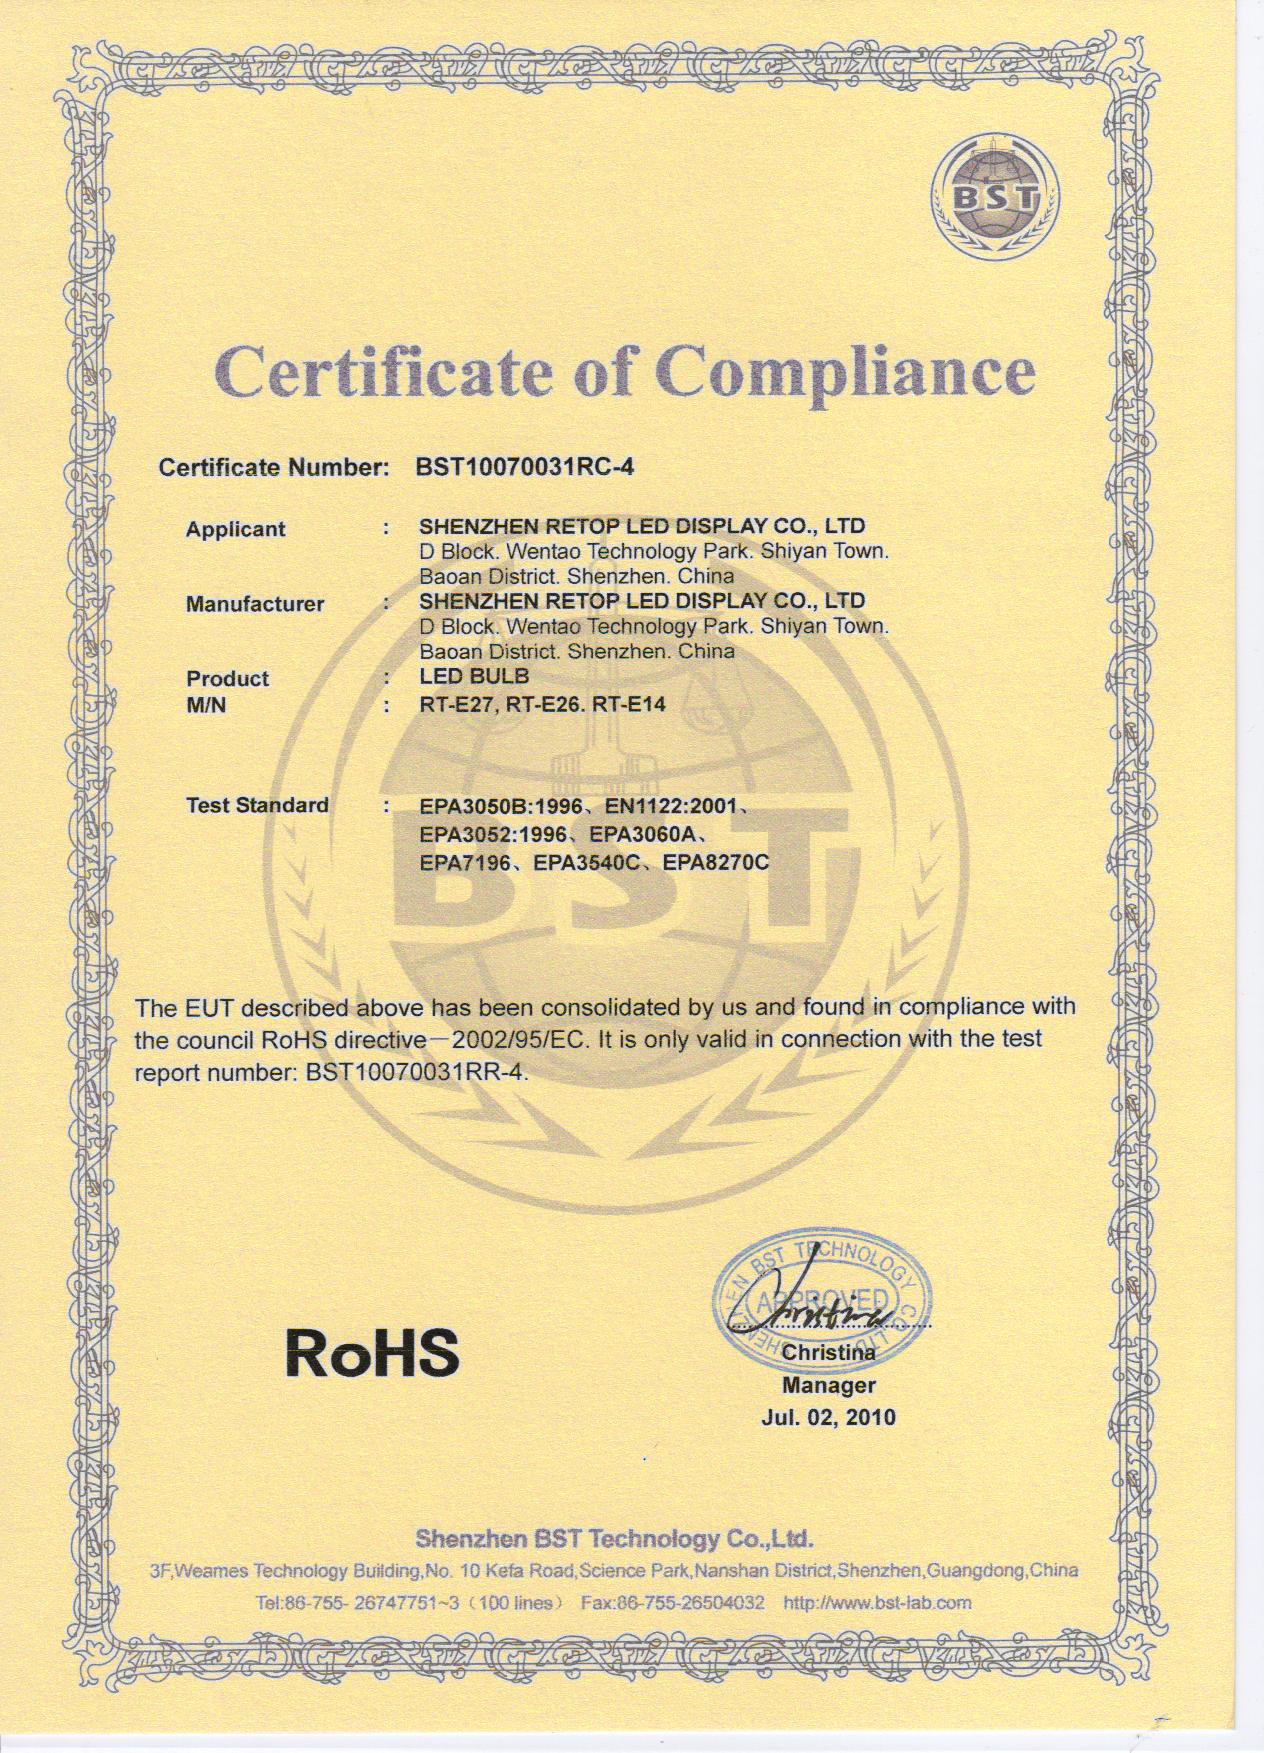 BST
Certificate of Compliance
Certificate Number: BST10070031RC-4
Applicant : SHENZHEN RETOP LED DISPLAY CO., LTD
D Block. Wentao Technology Park. Shiyan Town.
Baoan District. Shenzhen. China
Manufacturer : SHENZHEN RETOP LED DISPLAY CO., LTD
D Block. Wentao Technology Park. Shiyan Town.
Baoan District. Shenzhen. China
Product : LED BULB
M/N : RT-E27, RT-E26. RT-E14
Test Standard : EPA3050B:1996、EN1122:2001、
EPA3052:1996、EPA3060A、
EPA7196、EPA3540C、EPA8270C
BST
The EUT described above has been consolidated by us and found in compliance with
the council RoHS directive—2002/95/EC. It is only valid in connection with the test
report number: BST10070031RR-4.
SHENZHEN BST TECHNOLOGY CO.,LTD
APPROVED
Christina
RoHS
Christina
Manager
Jul. 02, 2010
Shenzhen BST Technology Co.,Ltd.
3F,Weames Technology Building,No. 10 Kefa Road,Science Park,Nanshan District,Shenzhen,Guangdong,China
Tel:86-755- 26747751~3（100 lines） Fax:86-755-26504032 http://www.bst-lab.com